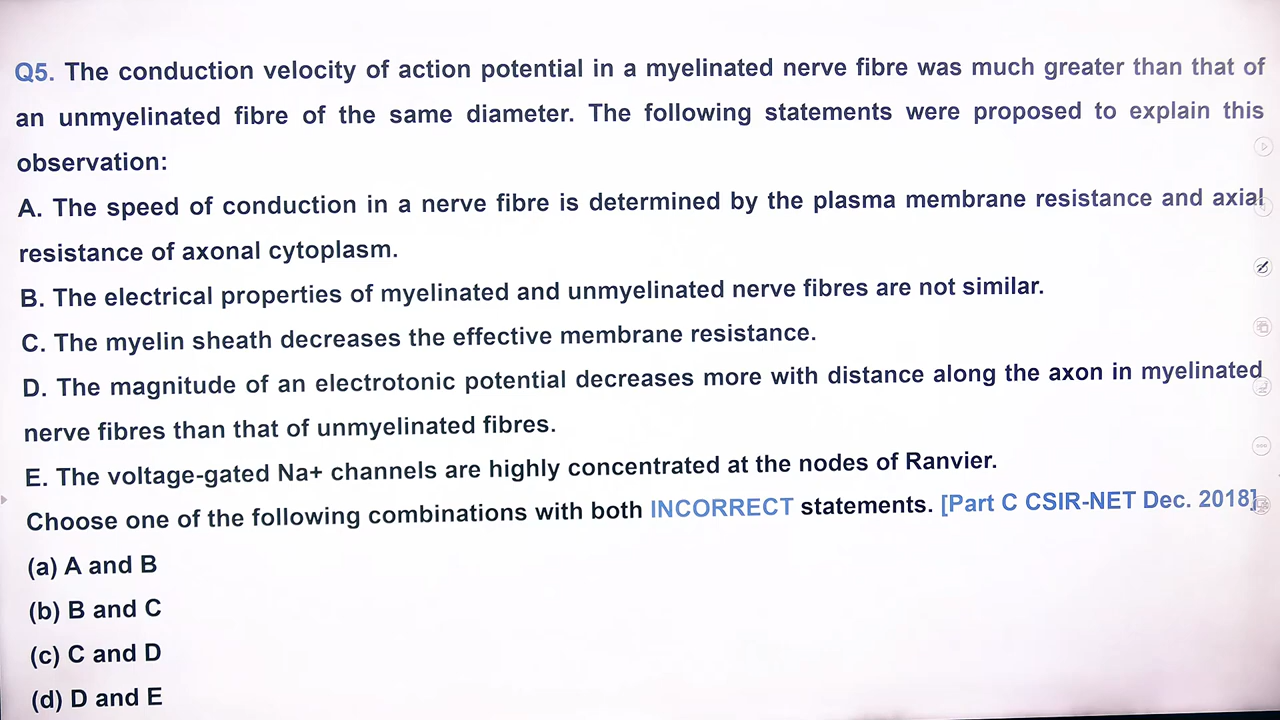 Q5. The conduction velocity of action potential in a myelinated nerve fibre was much greater than that of
an unmyelinated fibre of the same diameter. The following statements were proposed to explain this
observation:
A. The speed of conduction in a nerve fibre is determined by the plasma membrane resistance and axial
resistance of axonal cytoplasm.
B. The electrical properties of myelinated and unmyelinated nerve fibres are not similar.
C. The myelin sheath decreases the effective membrane resistance.
D. The magnitude of an electrotonic potential decreases more with distance along the axon in myelinated
nerve fibres than that of unmyelinated fibres.
E. The voltage-gated Na+ channels are highly concentrated at the nodes of Ranvier.
Choose one of the following combinations with both INCORRECT statements. [Part C CSIR-NET Dec. 2018]
(a) A and B
(b) B and C
(c) C and D
(d) D and E